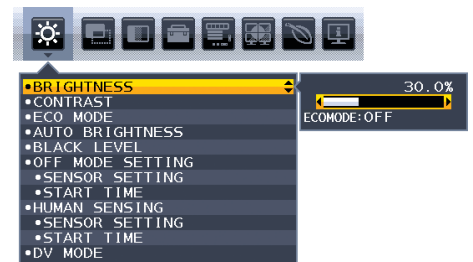 •BRIGHTNESS
30.0%
•CONTRAST
•ECO MODE
ECOMODE:OFF
•AUTO BRIGHTNESS
•BLACK LEVEL
•OFF MODE SETTING
•SENSOR SETTING
•START TIME
•HUMAN SENSING
•SENSOR SETTING
•START TIME
•DV MODE